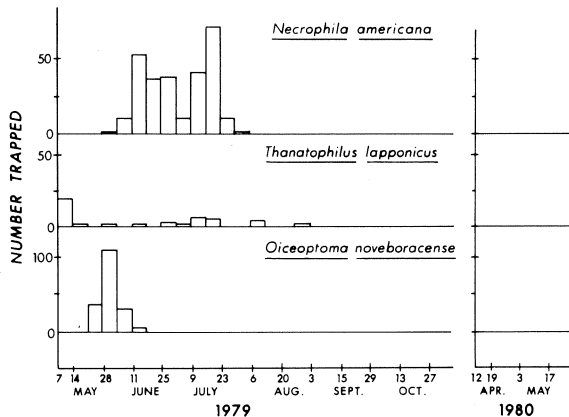 Necrophila americana
50
0
Thanatophilus lapponicus
50
0
Oiceoptoma noveboracense
100
0
NUMBER TRAPPED
7 14 28 11 25 9 23 6 20 3 15 29 13 27 12 19 3 17
MAY JUNE JULY AUG. SEPT. OCT. APR. MAY
1979 1980